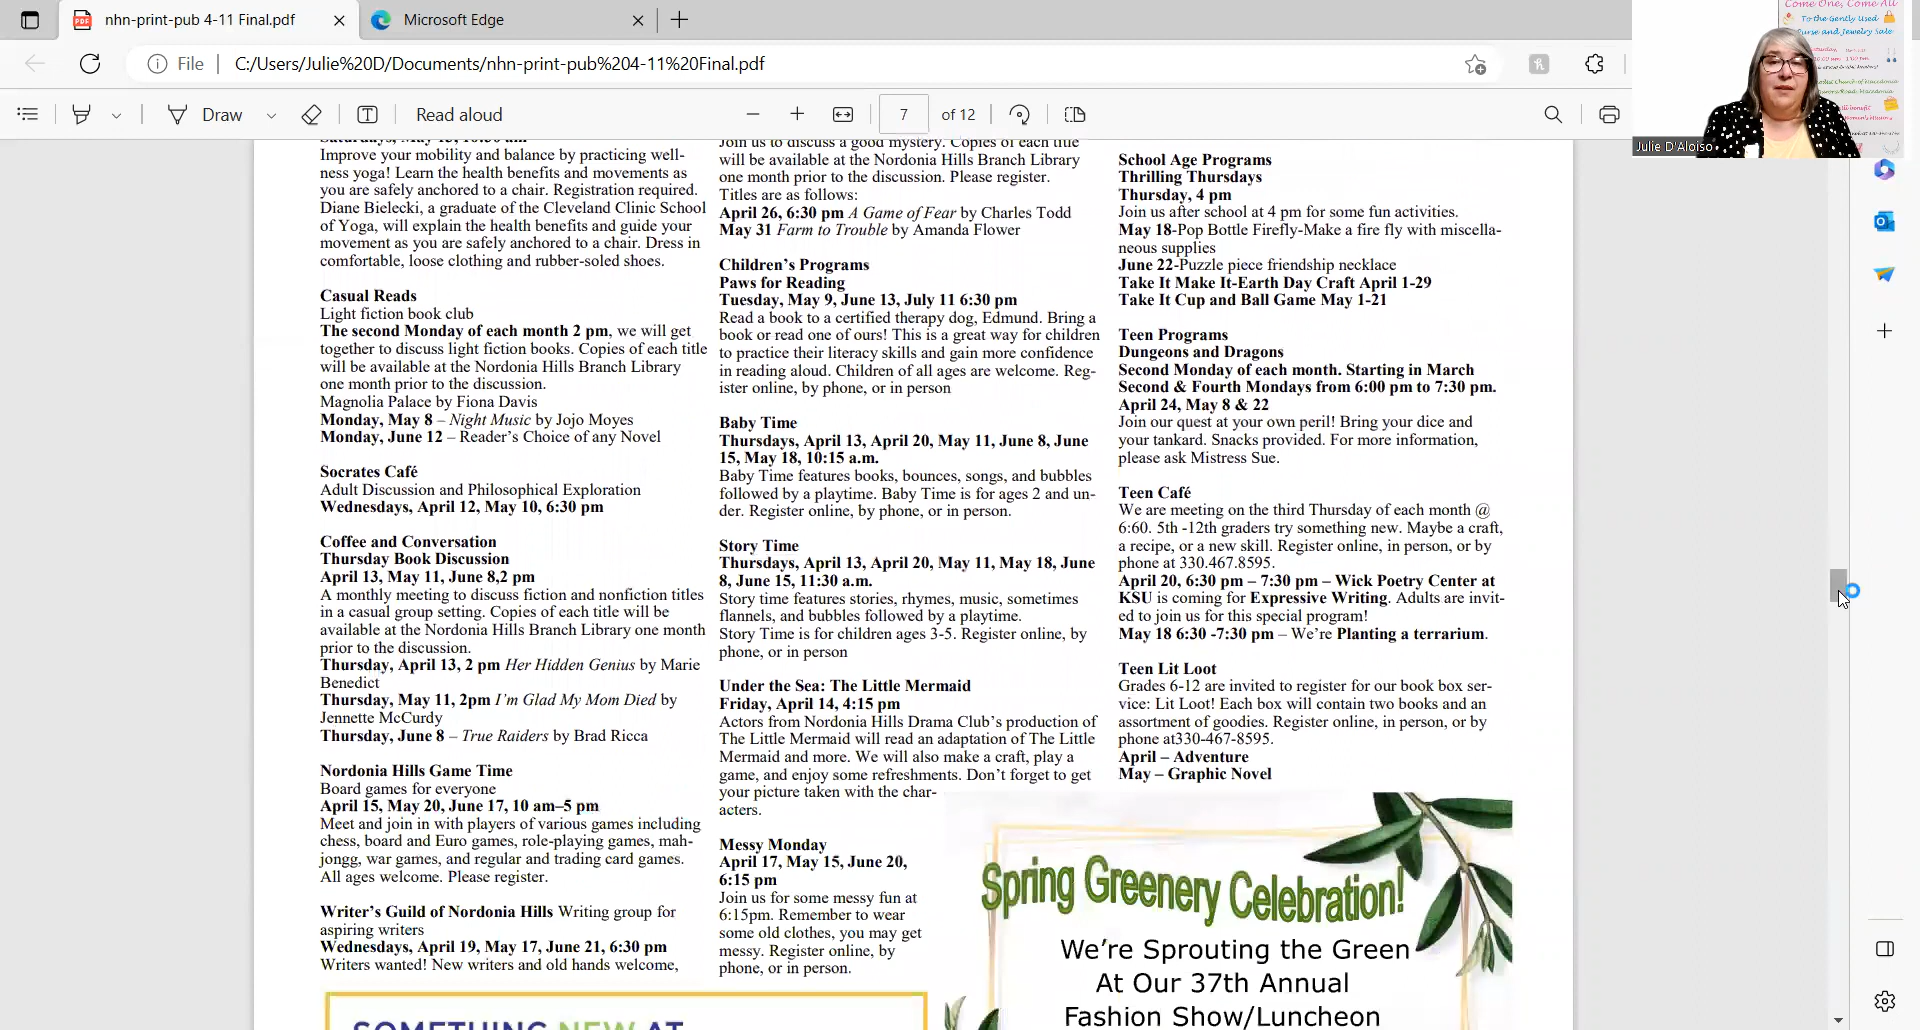 nhn-print-pub 4-11 Final.pdf
Microsoft Edge
File
C:/Users/Julie%20D/Documents/nhn-print-pub%204-11%20Final.pdf
Draw
Read aloud
7
of 12
Come One, Come All
To the Gently Used
Purse and Jewelry Sale
Julie D'Aloiso
Improve your mobility and balance by practicing well-
ness yoga! Learn the health benefits and movements as
you are safely anchored to a chair. Registration required.
Diane Bielecki, a graduate of the Cleveland Clinic School
of Yoga, will explain the health benefits and guide your
movement as you are safely anchored to a chair. Dress in
comfortable, loose clothing and rubber-soled shoes.
Casual Reads
Light fiction book club
The second Monday of each month 2 pm, we will get
together to discuss light fiction books. Copies of each title
will be available at the Nordonia Hills Branch Library
one month prior to the discussion.
Magnolia Palace by Fiona Davis
Monday, May 8 – Night Music by Jojo Moyes
Monday, June 12 – Reader’s Choice of any Novel
Socrates Café
Adult Discussion and Philosophical Exploration
Wednesdays, April 12, May 10, 6:30 pm
Coffee and Conversation
Thursday Book Discussion
April 13, May 11, June 8,2 pm
A monthly meeting to discuss fiction and nonfiction titles
in a casual group setting. Copies of each title will be
available at the Nordonia Hills Branch Library one month
prior to the discussion.
Thursday, April 13, 2 pm Her Hidden Genius by Marie
Benedict
Thursday, May 11, 2pm I’m Glad My Mom Died by
Jennette McCurdy
Thursday, June 8 – True Raiders by Brad Ricca
Nordonia Hills Game Time
Board games for everyone
April 15, May 20, June 17, 10 am–5 pm
Meet and join in with players of various games including
chess, board and Euro games, role-playing games, mah-
jongg, war games, and regular and trading card games.
All ages welcome. Please register.
Writer’s Guild of Nordonia Hills Writing group for
aspiring writers
Wednesdays, April 19, May 17, June 21, 6:30 pm
Writers wanted! New writers and old hands welcome,
SOMETHING NEW AT
Join us to discuss a good mystery. Copies of each title
will be available at the Nordonia Hills Branch Library
one month prior to the discussion. Please register.
Titles are as follows:
April 26, 6:30 pm A Game of Fear by Charles Todd
May 31 Farm to Trouble by Amanda Flower
Children’s Programs
Paws for Reading
Tuesday, May 9, June 13, July 11 6:30 pm
Read a book to a certified therapy dog, Edmund. Bring a
book or read one of ours! This is a great way for children
to practice their literacy skills and gain more confidence
in reading aloud. Children of all ages are welcome. Reg-
ister online, by phone, or in person
Baby Time
Thursdays, April 13, April 20, May 11, June 8, June
15, May 18, 10:15 a.m.
Baby Time features books, bounces, songs, and bubbles
followed by a playtime. Baby Time is for ages 2 and un-
der. Register online, by phone, or in person.
Story Time
Thursdays, April 13, April 20, May 11, May 18, June
8, June 15, 11:30 a.m.
Story time features stories, rhymes, music, sometimes
flannels, and bubbles followed by a playtime.
Story Time is for children ages 3-5. Register online, by
phone, or in person
Under the Sea: The Little Mermaid
Friday, April 14, 4:15 pm
Actors from Nordonia Hills Drama Club’s production of
The Little Mermaid will read an adaptation of The Little
Mermaid and more. We will also make a craft, play a
game, and enjoy some refreshments. Don’t forget to get
your picture taken with the char-
acters.
Messy Monday
April 17, May 15, June 20,
6:15 pm
Join us for some messy fun at
6:15pm. Remember to wear
some old clothes, you may get
messy. Register online, by
phone, or in person.
School Age Programs
Thrilling Thursdays
Thursday, 4 pm
Join us after school at 4 pm for some fun activities.
May 18-Pop Bottle Firefly-Make a fire fly with miscella-
neous supplies
June 22-Puzzle piece friendship necklace
Take It Make It-Earth Day Craft April 1-29
Take It Cup and Ball Game May 1-21
Teen Programs
Dungeons and Dragons
Second Monday of each month. Starting in March
Second & Fourth Mondays from 6:00 pm to 7:30 pm.
April 24, May 8 & 22
Join our quest at your own peril! Bring your dice and
your tankard. Snacks provided. For more information,
please ask Mistress Sue.
Teen Café
We are meeting on the third Thursday of each month @
6:60. 5th -12th graders try something new. Maybe a craft,
a recipe, or a new skill. Register online, in person, or by
phone at 330.467.8595.
April 20, 6:30 pm – 7:30 pm – Wick Poetry Center at
KSU is coming for Expressive Writing. Adults are invit-
ed to join us for this special program!
May 18 6:30 -7:30 pm – We’re Planting a terrarium.
Teen Lit Loot
Grades 6-12 are invited to register for our book box ser-
vice: Lit Loot! Each box will contain two books and an
assortment of goodies. Register online, in person, or by
phone at330-467-8595.
April – Adventure
May – Graphic Novel
Spring Greenery Celebration!
We’re Sprouting the Green
At Our 37th Annual
Fashion Show/Luncheon